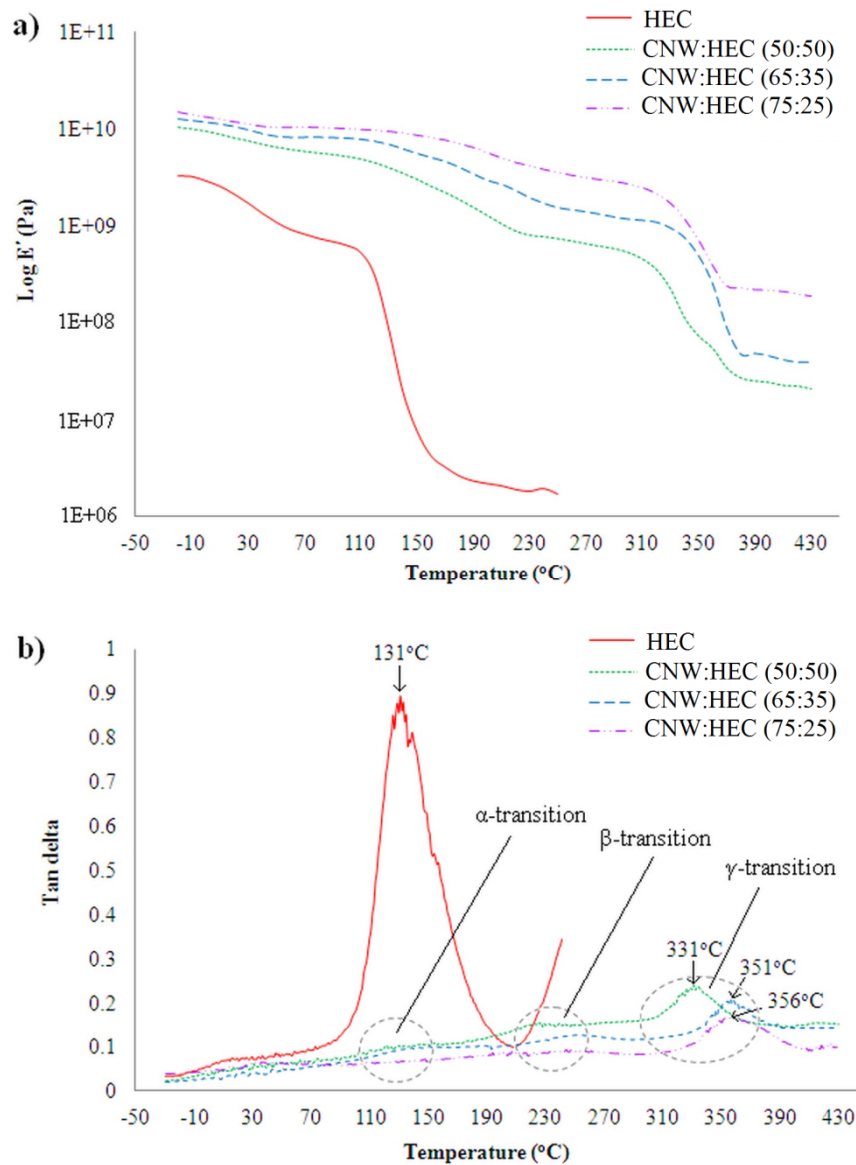 a)
1E+11
1E+10
1E+09
1E+08
1E+07
1E+06
Log E´ (Pa)
HEC
CNW:HEC (50:50)
CNW:HEC (65:35)
CNW:HEC (75:25)
-50 -10 30 70 110 150 190 230 270 310 350 390 430
Temperature (°C)
b)
1
0.9
0.8
0.7
0.6
0.5
0.4
0.3
0.2
0.1
0
Tan delta
131°C
HEC
CNW:HEC (50:50)
CNW:HEC (65:35)
CNW:HEC (75:25)
α-transition
β-transition
γ-transition
331°C
351°C
356°C
-50 -10 30 70 110 150 190 230 270 310 350 390 430
Temperature (°C)